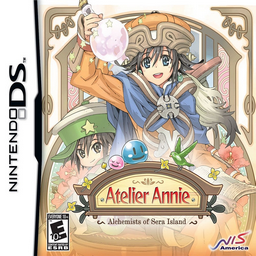 NINTENDO DS
Atelier Annie
Alchemists of Sera Island
EVERYONE 10+
E
ESRB
NIS
America